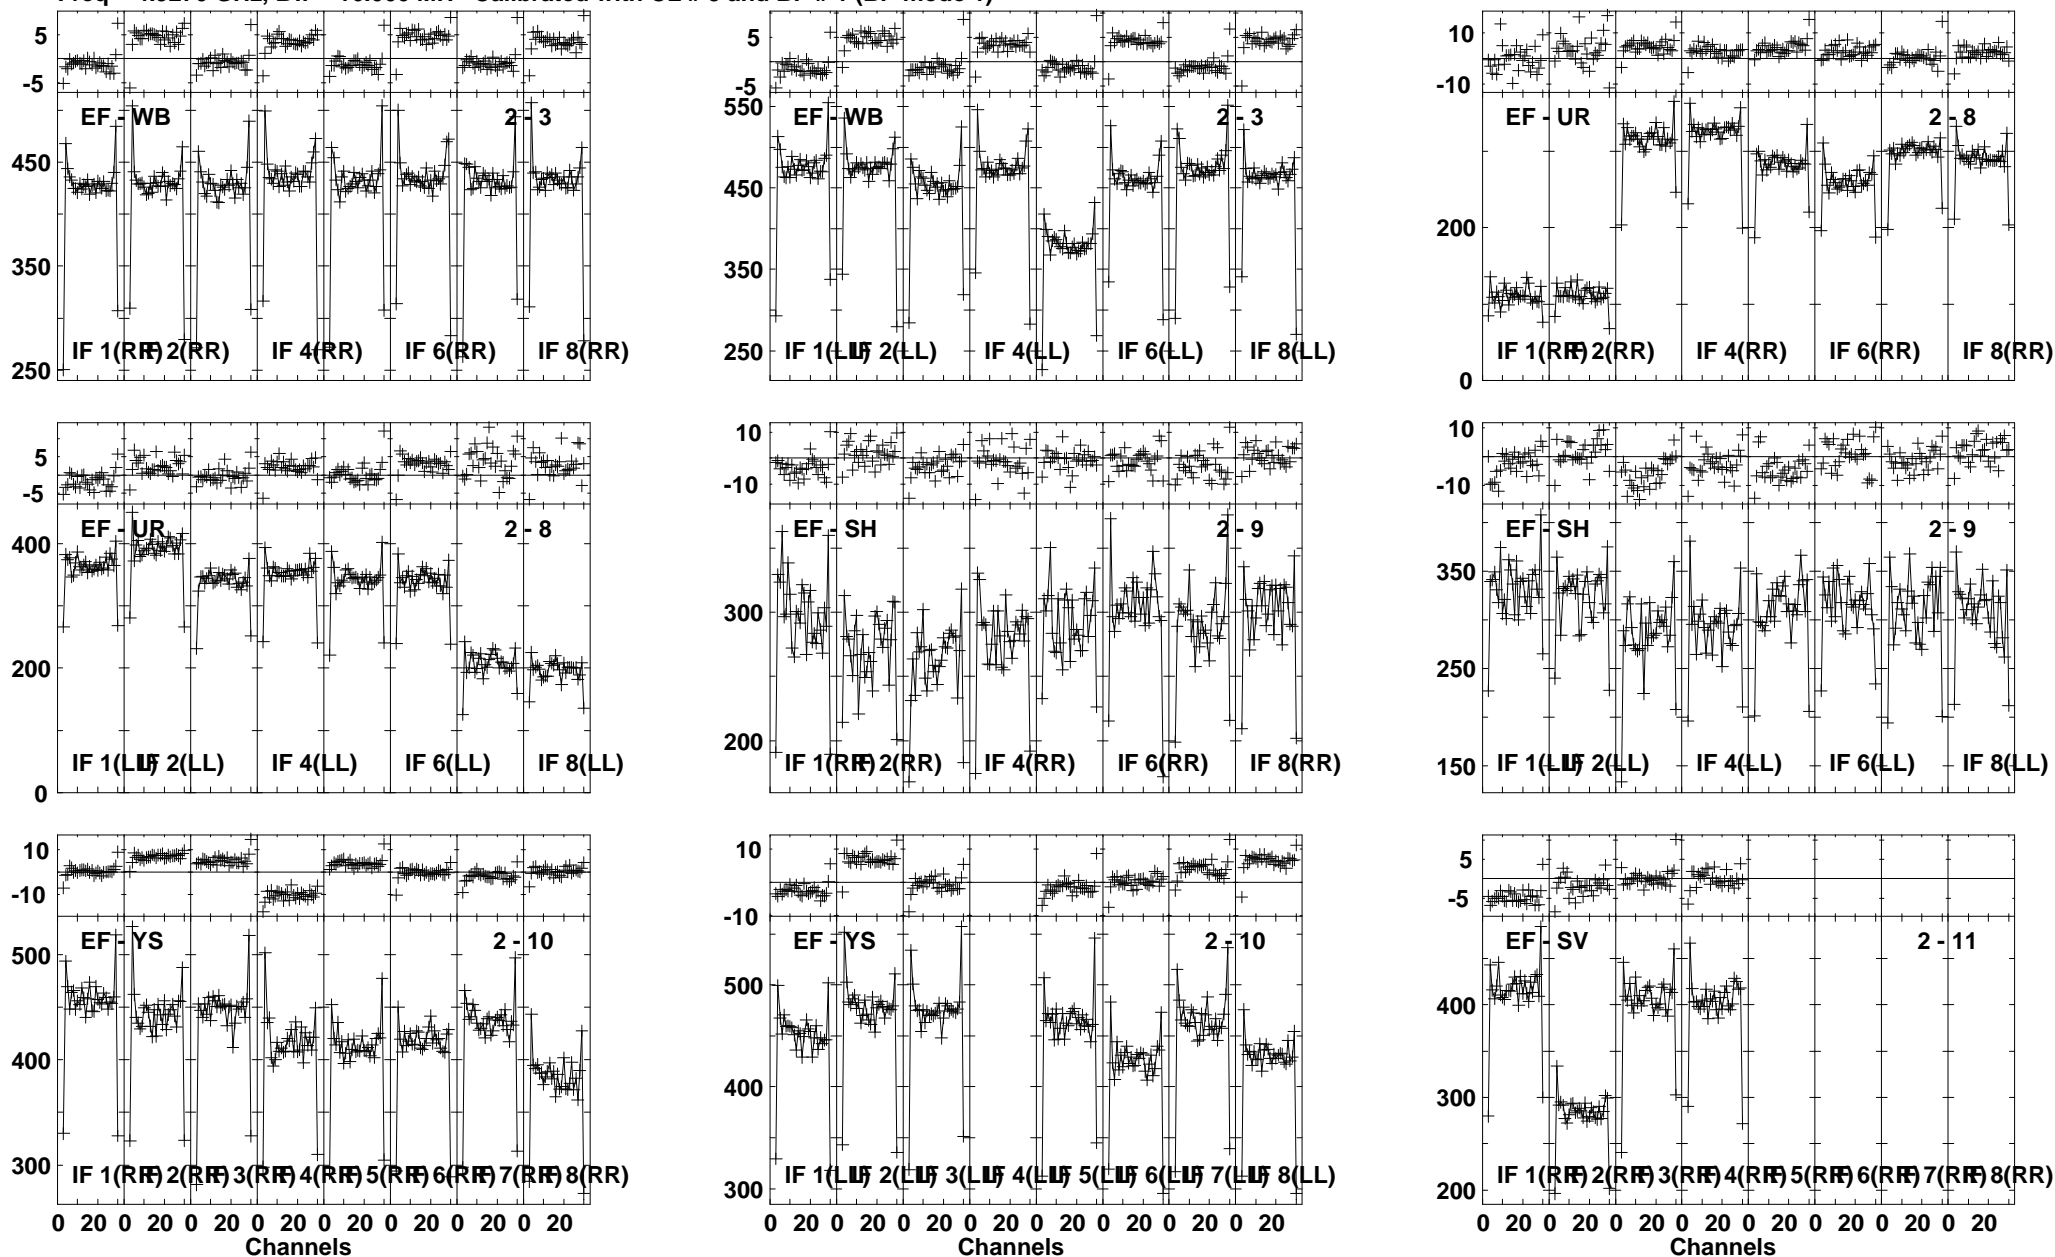 5 5 10
-5 -5 -10
EF - WB 2 - 3 EF - WB 2 - 3 EF - UR 2 - 8
550
450 450
350 350 200
250 250 0
IF 1(RR) IF 2(RR) IF 4(RR) IF 6(RR) IF 8(RR) IF 1(LL) IF 2(LL) IF 4(LL) IF 6(LL) IF 8(LL) IF 1(RR) IF 2(RR) IF 4(RR) IF 6(RR) IF 8(RR)
5 10 10
-5 -10 -10
EF - UR 2 - 8 EF - SH 2 - 9 EF - SH 2 - 9
400 300 350
200 200 250
0 150
IF 1(LL) IF 2(LL) IF 4(LL) IF 6(LL) IF 8(LL) IF 1(RR) IF 2(RR) IF 4(RR) IF 6(RR) IF 8(RR) IF 1(LL) IF 2(LL) IF 4(LL) IF 6(LL) IF 8(LL)
10 10 5
-10 -10 -5
EF - YS 2 - 10 EF - YS 2 - 10 EF - SV 2 - 11
500 500 400
400 400 300
300 300 200
IF 1(RR) IF 2(RR) IF 3(RR) IF 4(RR) IF 5(RR) IF 6(RR) IF 7(RR) IF 8(RR) IF 1(LL) IF 2(LL) IF 3(LL) IF 4(LL) IF 5(LL) IF 6(LL) IF 7(LL) IF 8(LL) IF 1(RR) IF 2(RR) IF 3(RR) IF 4(RR) IF 5(RR) IF 6(RR) IF 7(RR) IF 8(RR)
0 20 0 20 0 20 0 20 0 20 0 20 0 20 0 20 0 20 0 20 0 20 0 20 0 20 0 20 0 20 0 20 0 20 0 20 0 20 0 20 0 20 0 20 0 20 0 20
Channels Channels Channels